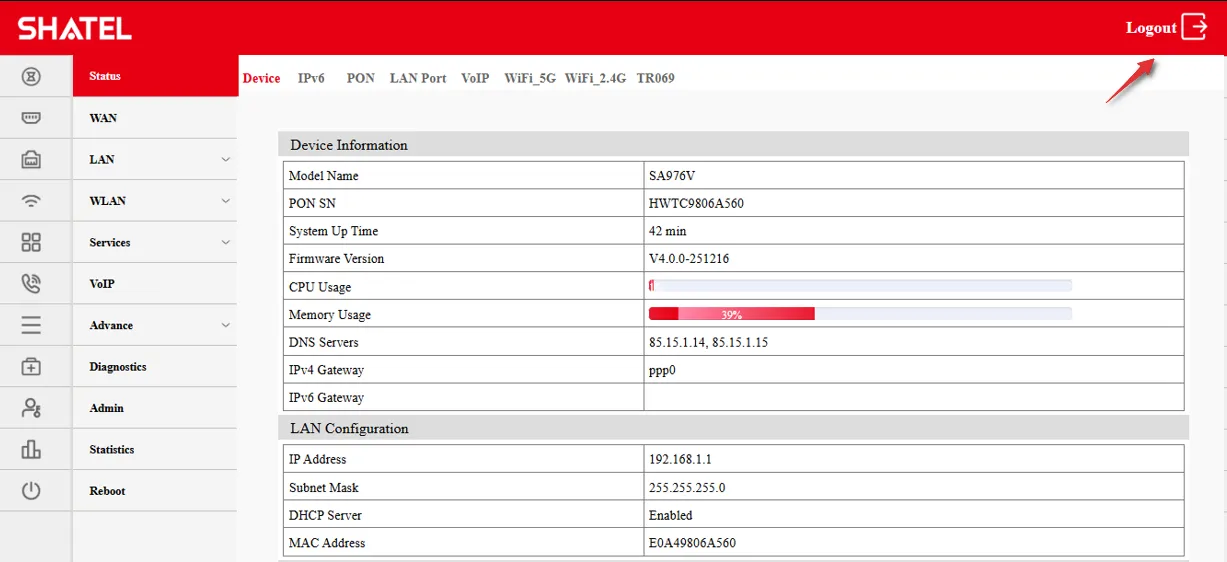 SHATEL
Logout
Status
Device IPv6 PON LAN Port VoIP WiFi_5G WiFi_2.4G TR069
WAN
LAN
WLAN
Services
VoIP
Advance
Diagnostics
Admin
Statistics
Reboot
Device Information
Model Name SA976V
PON SN HWTC9806A560
System Up Time 42 min
Firmware Version V4.0.0-251216
CPU Usage
Memory Usage 39%
DNS Servers 85.15.1.14, 85.15.1.15
IPv4 Gateway ppp0
IPv6 Gateway
LAN Configuration
IP Address 192.168.1.1
Subnet Mask 255.255.255.0
DHCP Server Enabled
MAC Address E0A49806A560